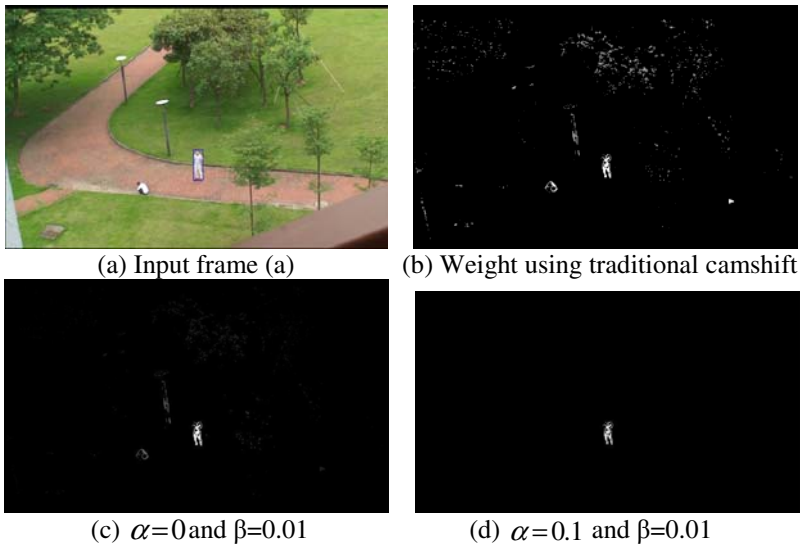 (a) Input frame (a)
(b) Weight using traditional camshift
(c) α=0 and β=0.01
(d) α=0.1 and β=0.01